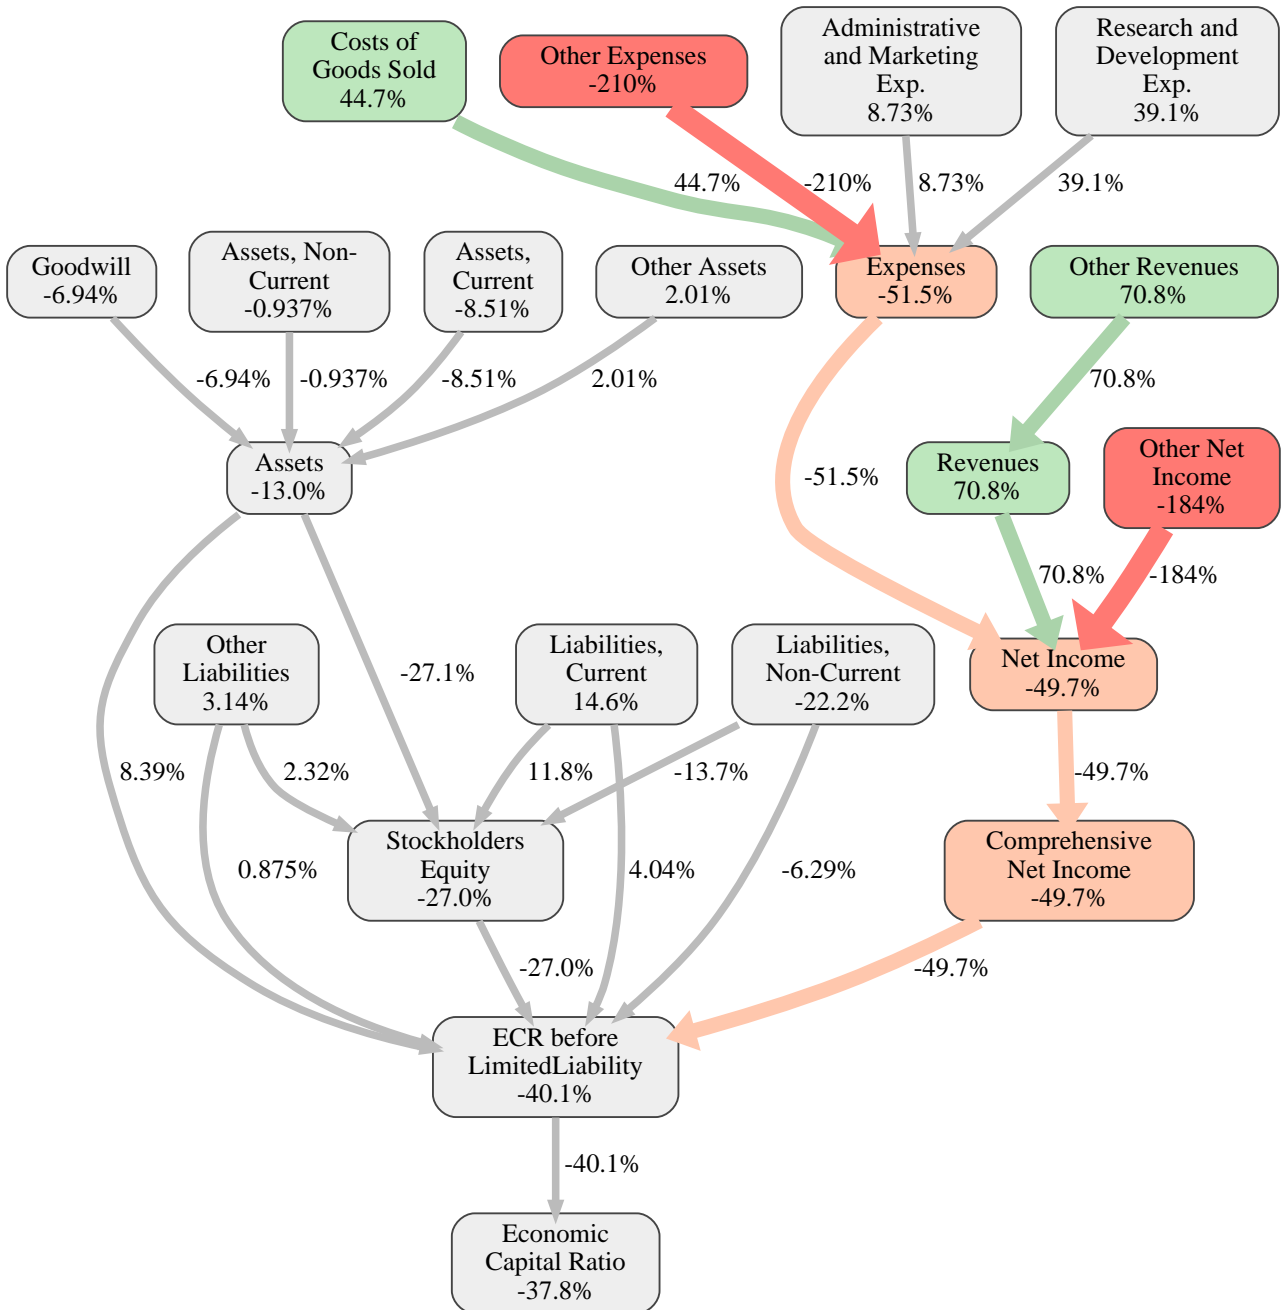 Costs of
Goods Sold
44.7%
Other Expenses
-210%
Administrative
and Marketing
Exp.
8.73%
Research and
Development
Exp.
39.1%
44.7%
-210%
8.73%
39.1%
Goodwill
-6.94%
Assets, Non-
Current
-0.937%
Assets,
Current
-8.51%
Other Assets
2.01%
Expenses
-51.5%
Other Revenues
70.8%
-6.94%
-0.937%
-8.51%
2.01%
70.8%
Assets
-13.0%
-51.5%
Revenues
70.8%
Other Net
Income
-184%
70.8%
-184%
Other
Liabilities
3.14%
-27.1%
Liabilities,
Current
14.6%
Liabilities,
Non-Current
-22.2%
Net Income
-49.7%
8.39%
2.32%
11.8%
-13.7%
-49.7%
0.875%
Stockholders
Equity
-27.0%
4.04%
-6.29%
Comprehensive
Net Income
-49.7%
-27.0%
-49.7%
ECR before
LimitedLiability
-40.1%
-40.1%
Economic
Capital Ratio
-37.8%